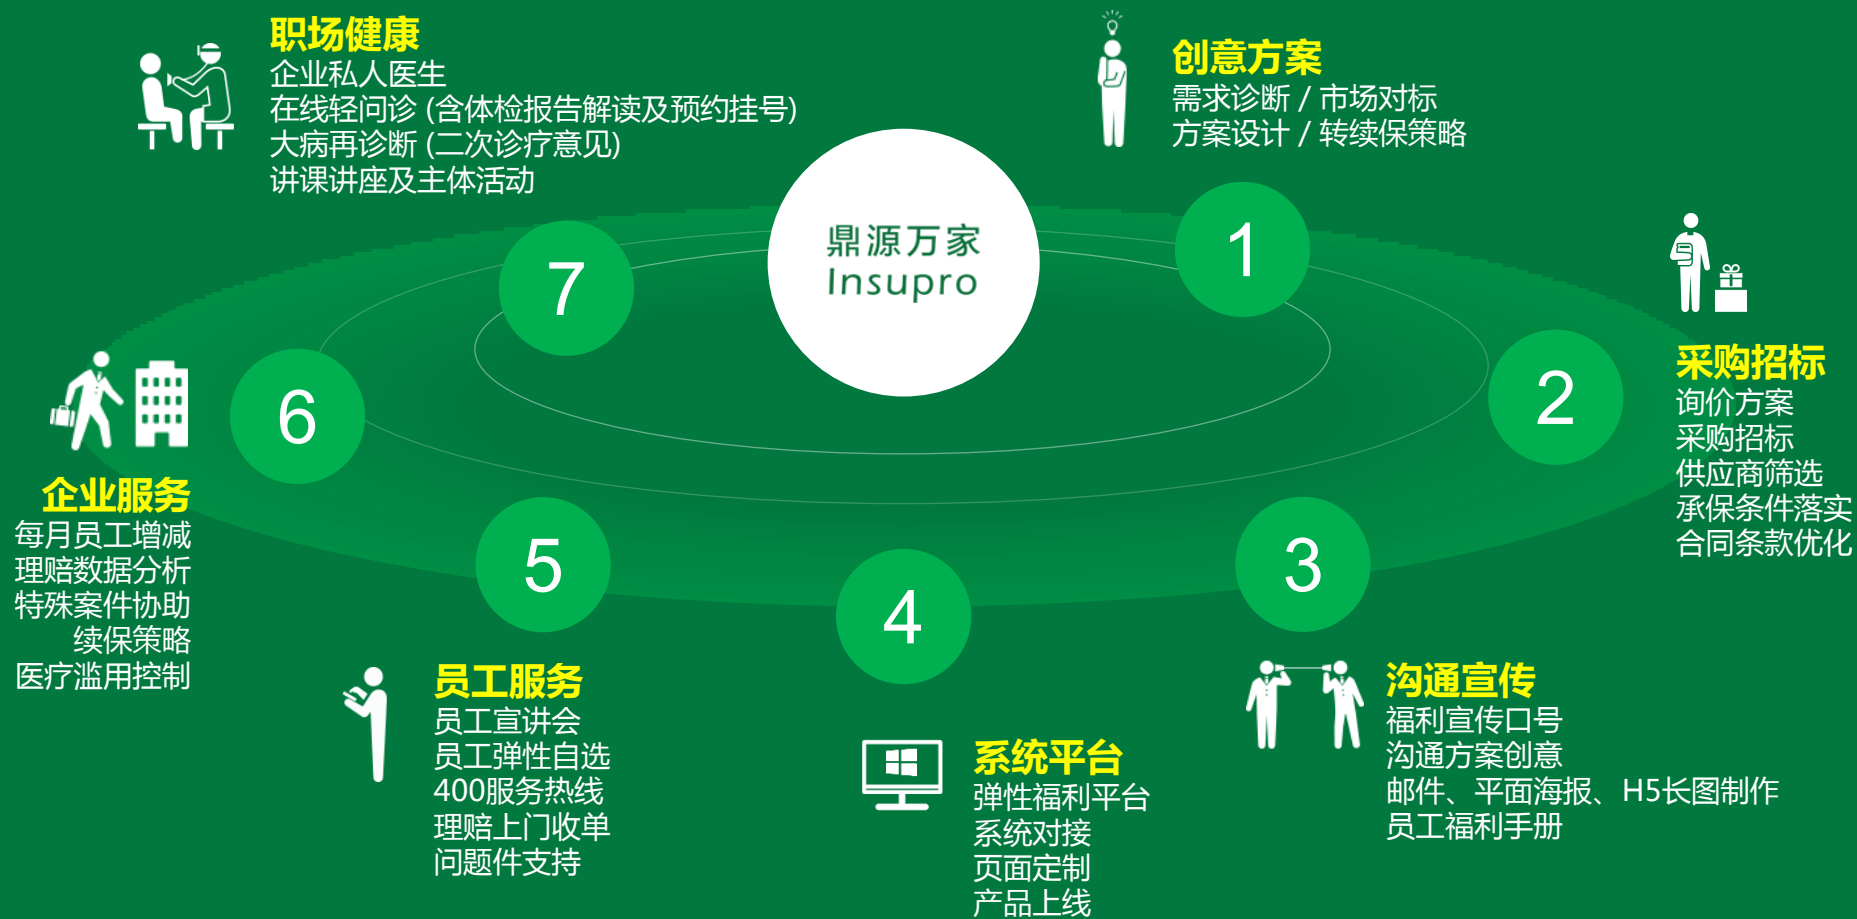 职场健康
企业私人医生
在线轻问诊 (含体检报告解读及预约挂号)
大病再诊断 (二次诊疗意见)
讲课讲座及主体活动
创意方案
需求诊断 / 市场对标
方案设计 / 转续保策略
鼎源万家
Insupro
1
7
采购招标
询价方案
采购招标
供应商筛选
承保条件落实
合同条款优化
2
6
企业服务
每月员工增减
理赔数据分析
特殊案件协助
续保策略
医疗滥用控制
5
员工服务
员工宣讲会
员工弹性自选
400服务热线
理赔上门收单
问题件支持
4
系统平台
弹性福利平台
系统对接
页面定制
产品上线
3
沟通宣传
福利宣传口号
沟通方案创意
邮件、平面海报、H5长图制作
员工福利手册